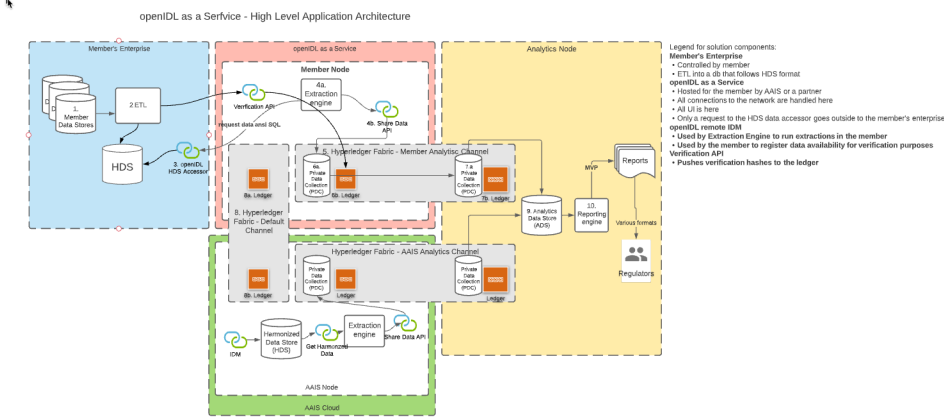 openIDL as a Serfvice - High Level Application Architecture
Member's Enterprise
openIDL as a Service
Analytics Node
Legend for solution components:
Member's Enterprise
• Controlled by member
• ETL into a db that follows HDS format
openIDL as a Service
• Hosted for the member by AAIS or a partner
• All connections to the network are handled here
• All UI is here
• Only a request to the HDS data accessor goes outside to the member's enterprise
openIDL remote IDM
• Used by Extraction Engine to run extractions in the member
• Used by the member to register data availability for verification purposes
Verification API
• Pushes verification hashes to the ledger
Member Node
1.
Member
Data Stores
2 ETL
Verification API
4a.
Extraction
engine
4b. Share Data
API
request data ansi SQL
HDS
3. openIDL
HDS Accessor
5. Hyperledger Fabric - Member Analytisc Channel
6a.
Private
Data
Collection
(PDC)
6b. Ledger
7.a
Private
Data
Collection
(PDC)
7b. Ledger
8a. Ledger
8. Hyperledger
Fabric - Default
Channel
8b. Ledger
MVP
Reports
9. Analytics
Data Store
(ADS)
10.
Reporting
engine
Various formats
Regulators
Hyperledger Fabric - AAIS Analytics Channel
Private
Data
Collection
(PDC)
Ledger
Private
Data
Collection
(PDC)
Ledger
IDM
Harmonized
Data Store
(HDS)
Get Harmonized
Data
Extraction
engine
Share Data API
AAIS Node
AAIS Cloud